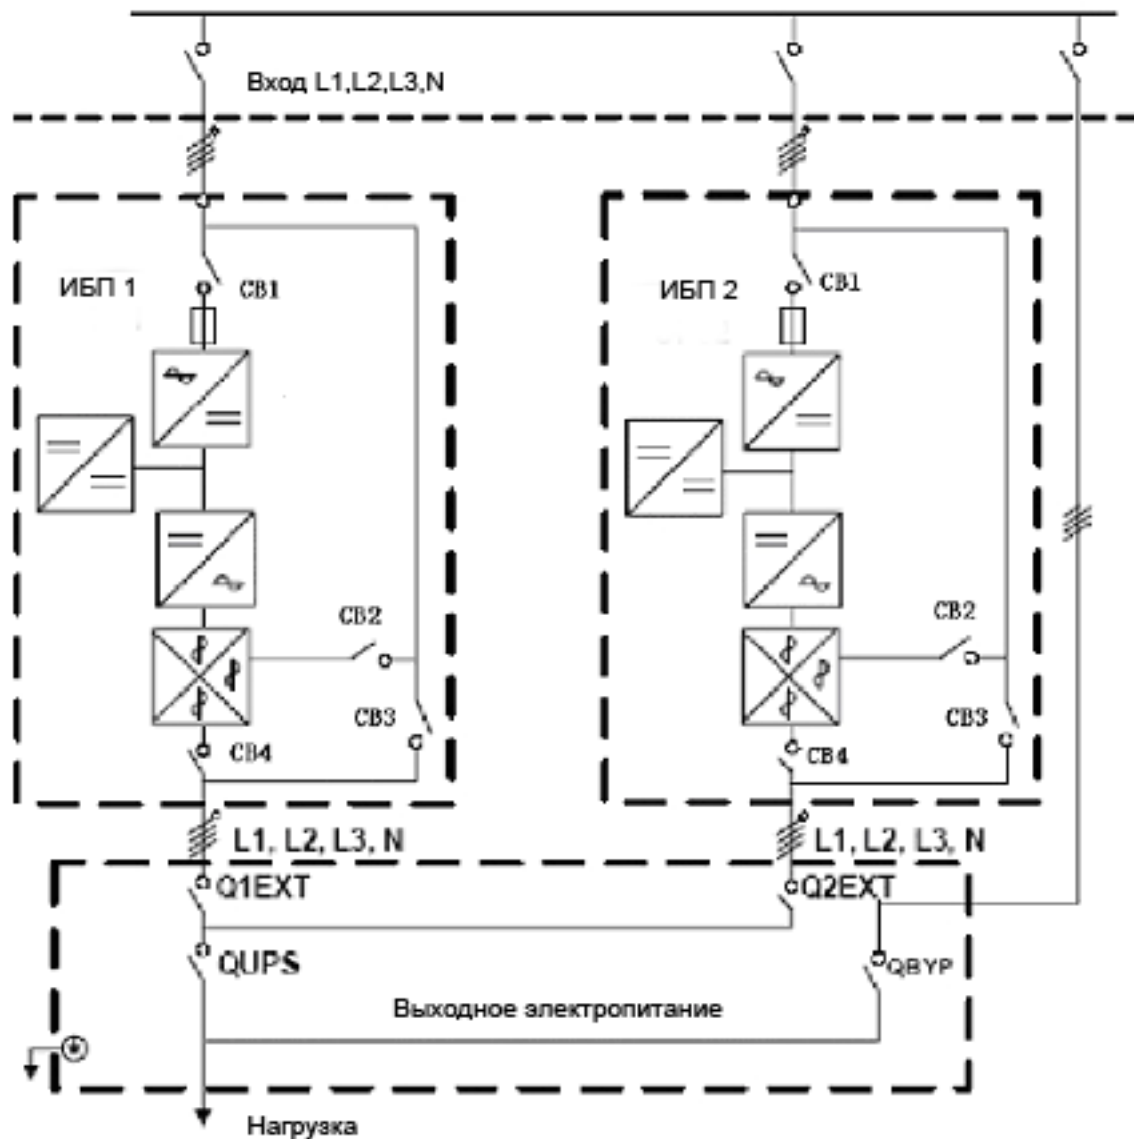 Вход L1,L2,L3,N
ИБП 1
CB1
ИБП 2
CB1
CB2
CB2
CB3
CB3
CB4
CB4
L1, L2, L3, N
L1, L2, L3, N
Q1EXT
Q2EXT
QUPS
QBYP
Выходное электропитание
Нагрузка